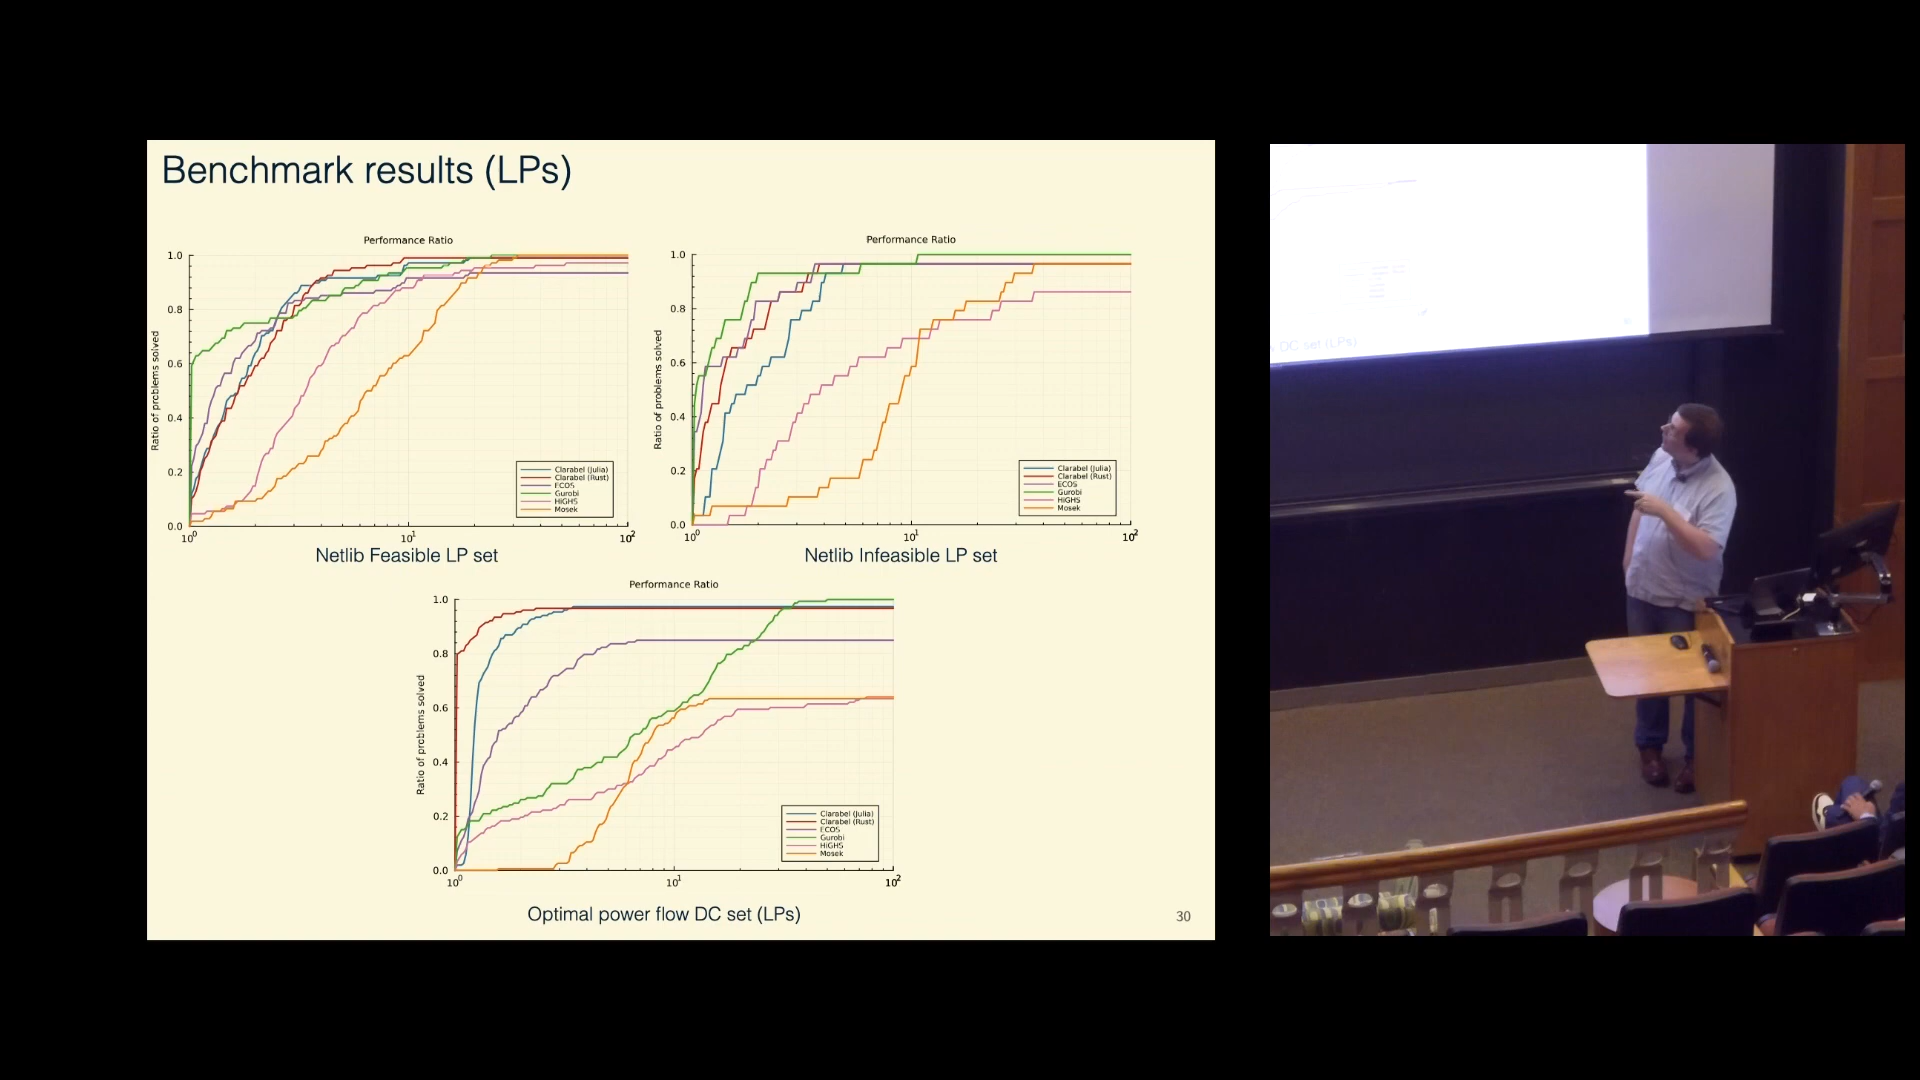 Benchmark results (LPs)
Performance Ratio
Ratio of problems solved
1.0
0.8
0.6
0.4
0.2
0.0
10^0
10^1
10^2
Clarabel (Julia)
Clarabel (Rust)
ECOS
Gurobi
HiGHS
Mosek
Netlib Feasible LP set
Performance Ratio
Ratio of problems solved
1.0
0.8
0.6
0.4
0.2
0.0
10^0
10^1
10^2
Clarabel (Julia)
Clarabel (Rust)
ECOS
Gurobi
HiGHS
Mosek
Netlib Infeasible LP set
Performance Ratio
Ratio of problems solved
1.0
0.8
0.6
0.4
0.2
0.0
10^0
10^1
10^2
Clarabel (Julia)
Clarabel (Rust)
ECOS
Gurobi
HiGHS
Mosek
Optimal power flow DC set (LPs)
30
DC set (LPs)